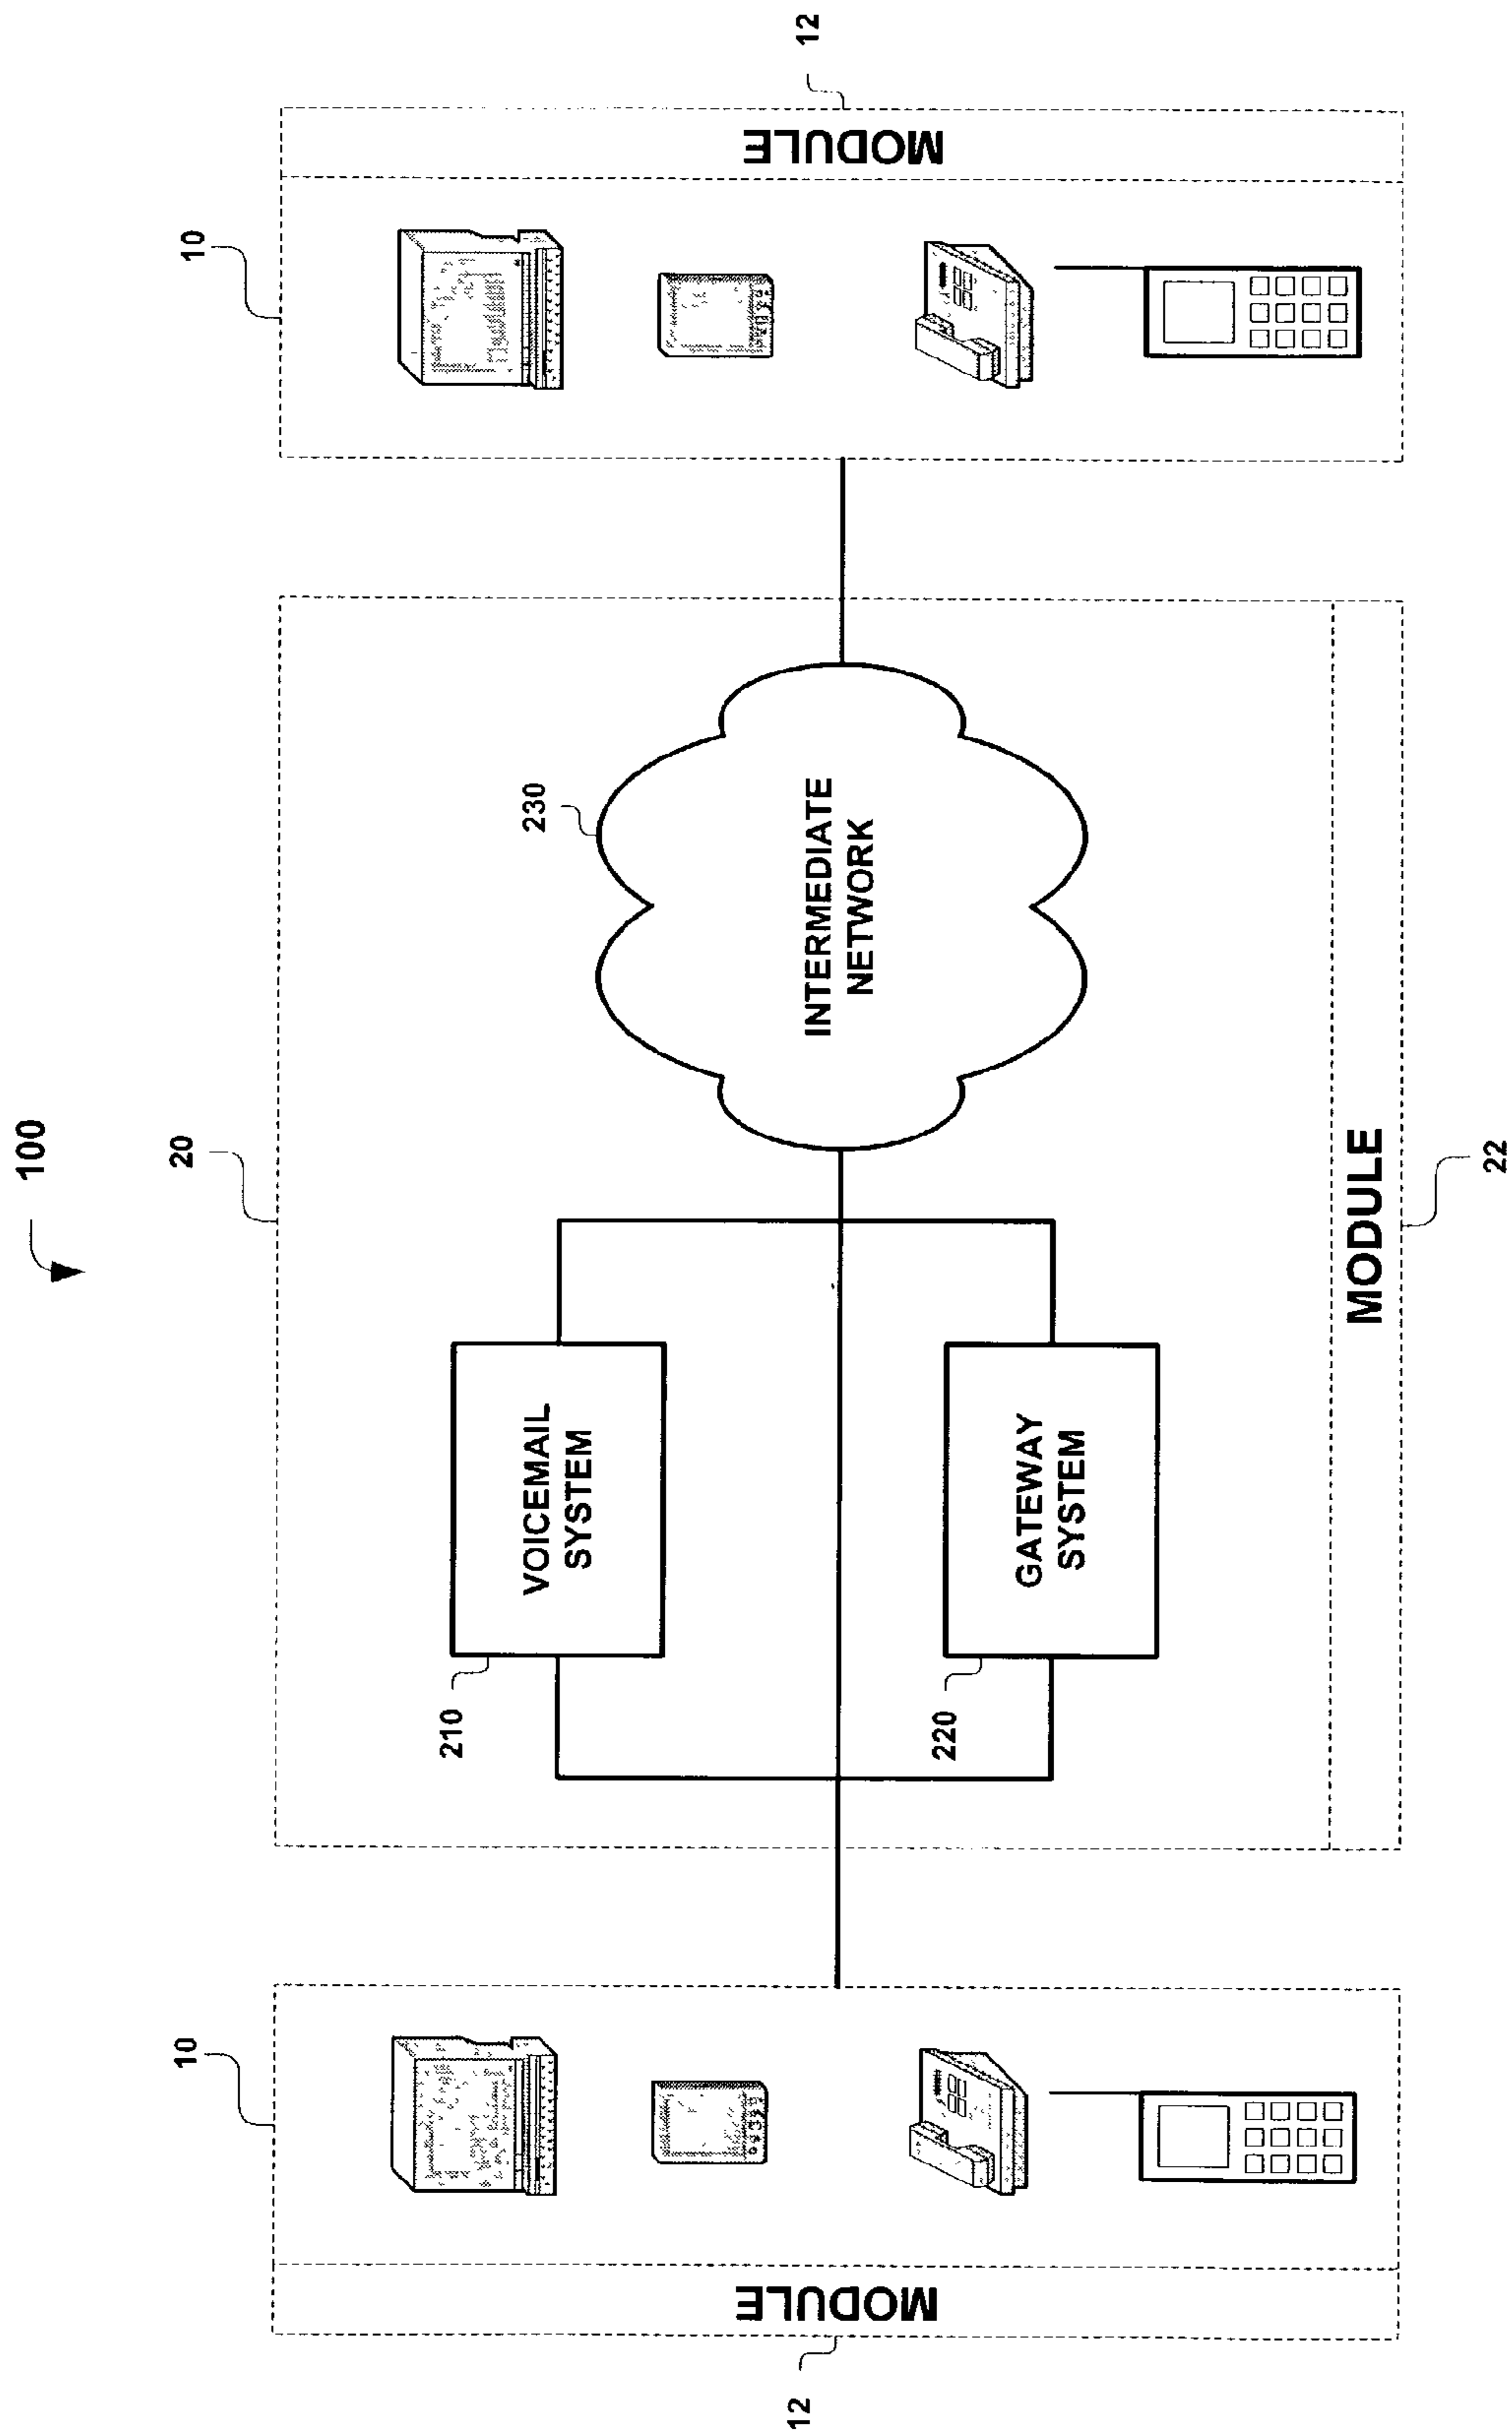 100
10
20
10
230
MODULE
12
VOICEMAIL
SYSTEM
210
INTERMEDIATE
NETWORK
MODULE
12
GATEWAY
SYSTEM
220
MODULE
22